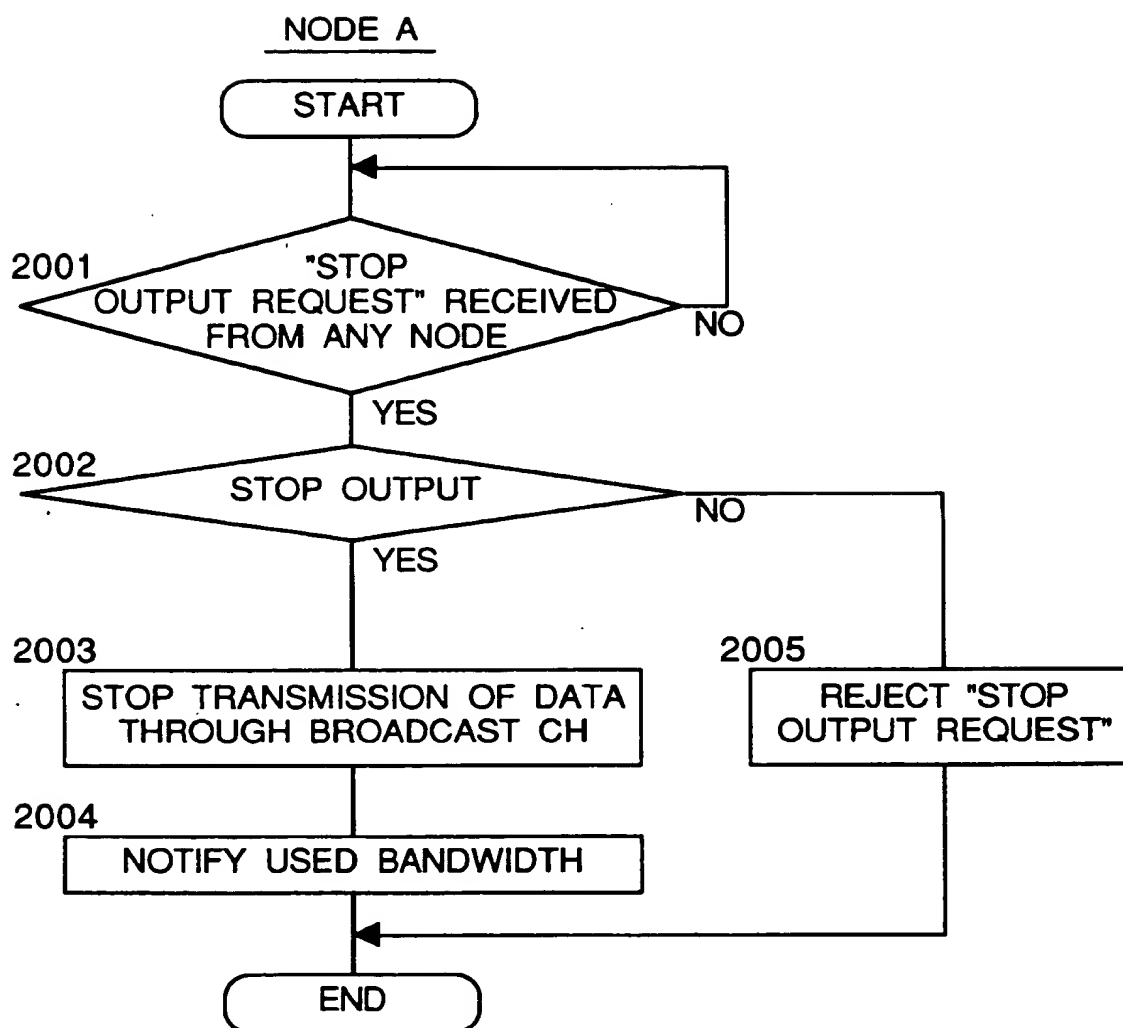 NODE A
START
2001
"STOP
OUTPUT REQUEST" RECEIVED
FROM ANY NODE
NO
YES
2002
STOP OUTPUT
NO
YES
2003
STOP TRANSMISSION OF DATA
THROUGH BROADCAST CH
2005
REJECT "STOP
OUTPUT REQUEST"
2004
NOTIFY USED BANDWIDTH
END